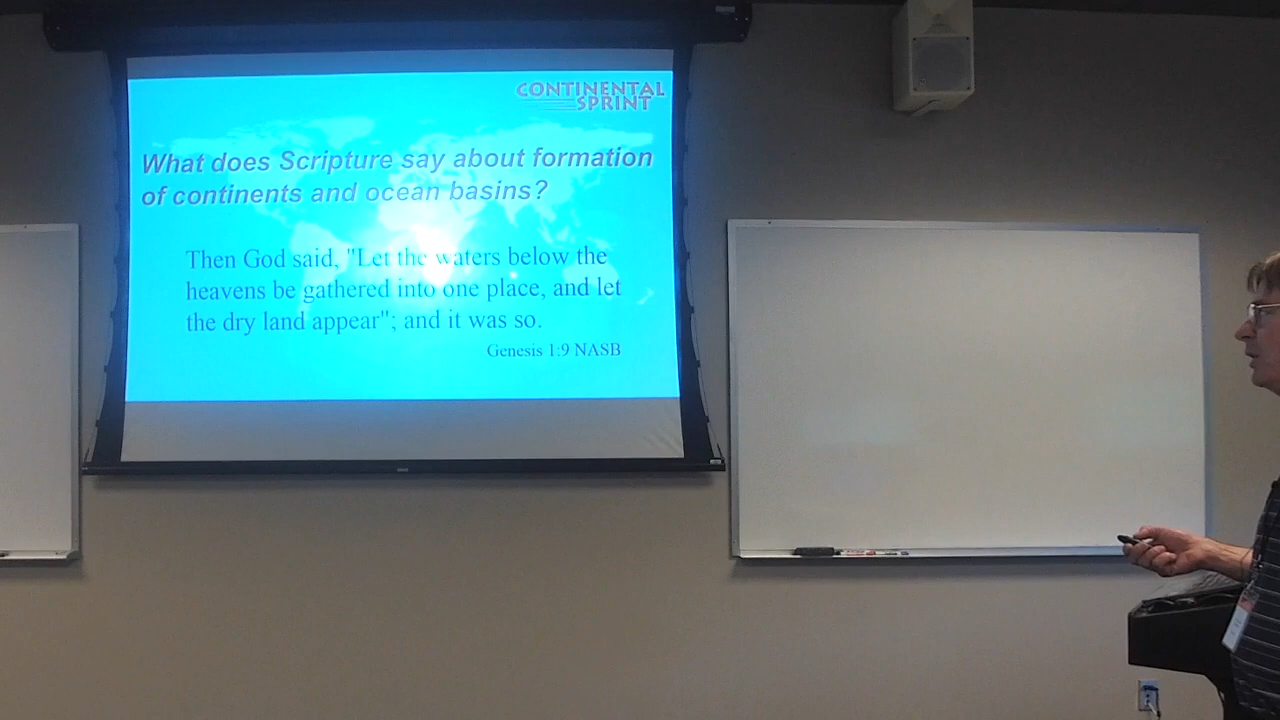 CONTINENTAL
SPRINT
What does Scripture say about formation
of continents and ocean basins?
Then God said, "Let the waters below the
heavens be gathered into one place, and let
the dry land appear"; and it was so.
Genesis 1:9 NASB